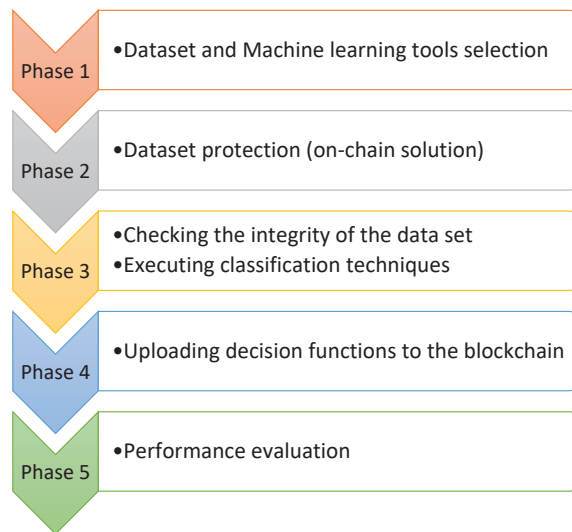 Phase 1
•Dataset and Machine learning tools selection
Phase 2
•Dataset protection (on-chain solution)
Phase 3
•Checking the integrity of the data set
•Executing classification techniques
Phase 4
•Uploading decision functions to the blockchain
Phase 5
•Performance evaluation